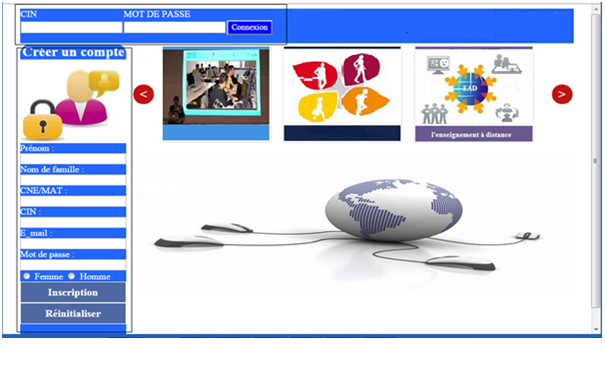 CIN MOT DE PASSE
Connexion
Créer un compte
< >
EAD
l'enseignement à distance
Prénom :
Nom de famille :
CNE/MAT :
CIN :
E_mail :
Mot de passe :
Femme Homme
Inscription
Réinitialiser